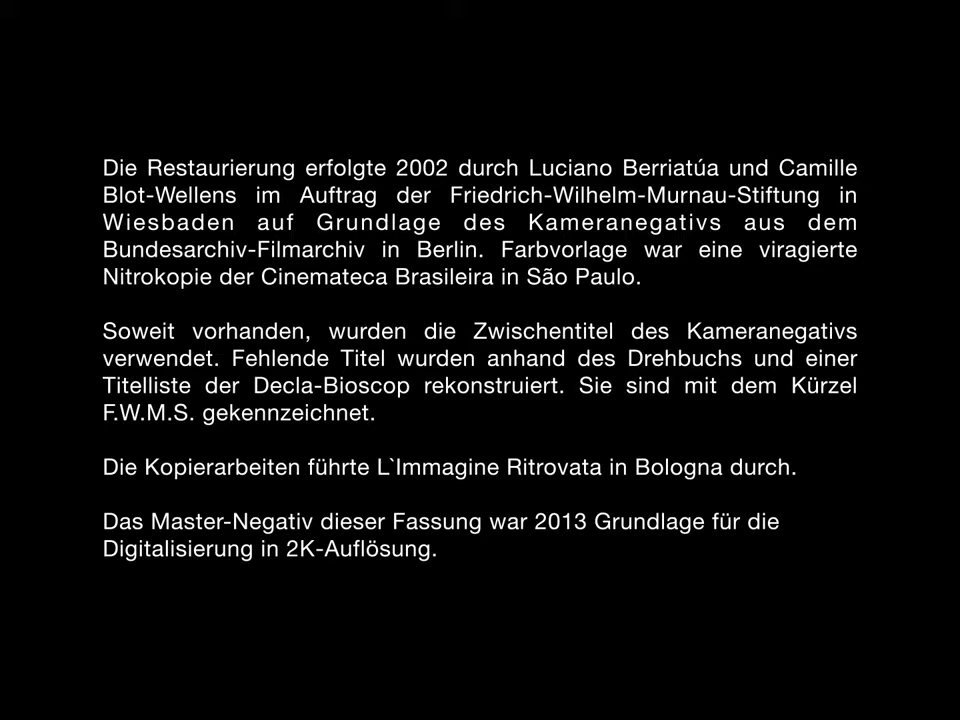 Die Restaurierung erfolgte 2002 durch Luciano Berriatúa und Camille
Blot-Wellens im Auftrag der Friedrich-Wilhelm-Murnau-Stiftung in
Wiesbaden auf Grundlage des Kameranegativs aus dem
Bundesarchiv-Filmarchiv in Berlin. Farbvorlage war eine viragierte
Nitrokopie der Cinemateca Brasileira in São Paulo.
Soweit vorhanden, wurden die Zwischentitel des Kameranegativs
verwendet. Fehlende Titel wurden anhand des Drehbuchs und einer
Titelliste der Decla-Bioscop rekonstruiert. Sie sind mit dem Kürzel
F.W.M.S. gekennzeichnet.
Die Kopierarbeiten führte L`Immagine Ritrovata in Bologna durch.
Das Master-Negativ dieser Fassung war 2013 Grundlage für die
Digitalisierung in 2K-Auflösung.